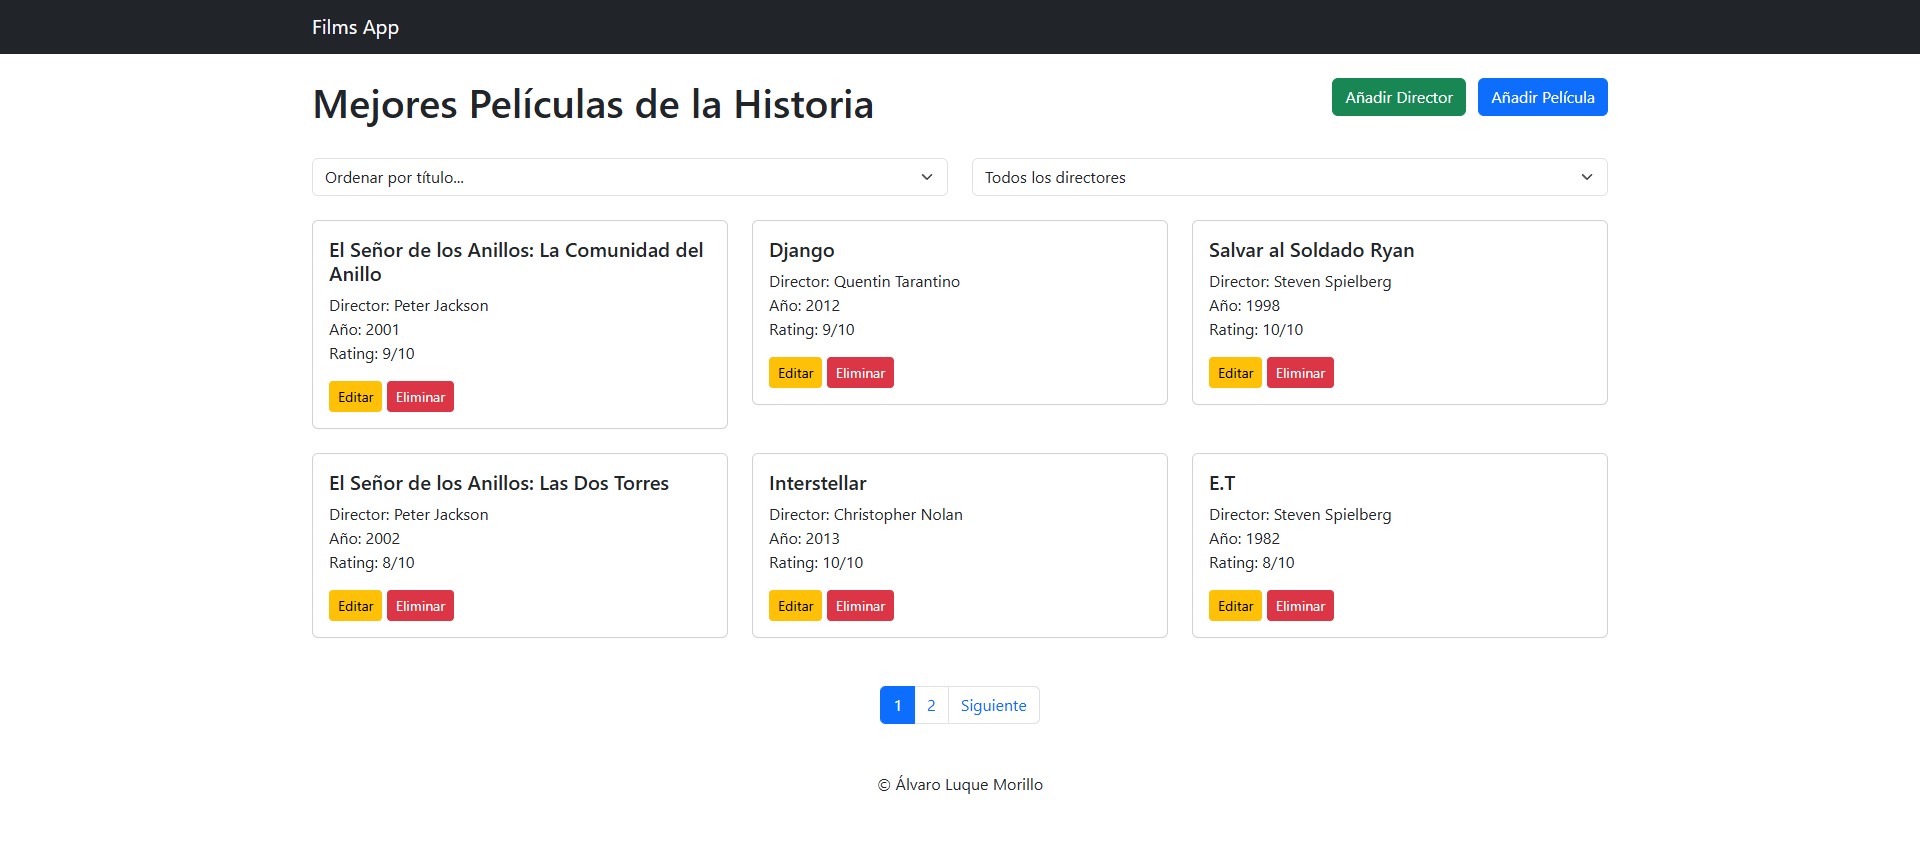 Films App
Mejores Películas de la Historia
Añadir Director
Añadir Película
Ordenar por título...
Todos los directores
El Señor de los Anillos: La Comunidad del
Anillo
Director: Peter Jackson
Año: 2001
Rating: 9/10
Editar
Eliminar
Django
Director: Quentin Tarantino
Año: 2012
Rating: 9/10
Editar
Eliminar
Salvar al Soldado Ryan
Director: Steven Spielberg
Año: 1998
Rating: 10/10
Editar
Eliminar
El Señor de los Anillos: Las Dos Torres
Director: Peter Jackson
Año: 2002
Rating: 8/10
Editar
Eliminar
Interstellar
Director: Christopher Nolan
Año: 2013
Rating: 10/10
Editar
Eliminar
E.T
Director: Steven Spielberg
Año: 1982
Rating: 8/10
Editar
Eliminar
1
2
Siguiente
© Álvaro Luque Morillo